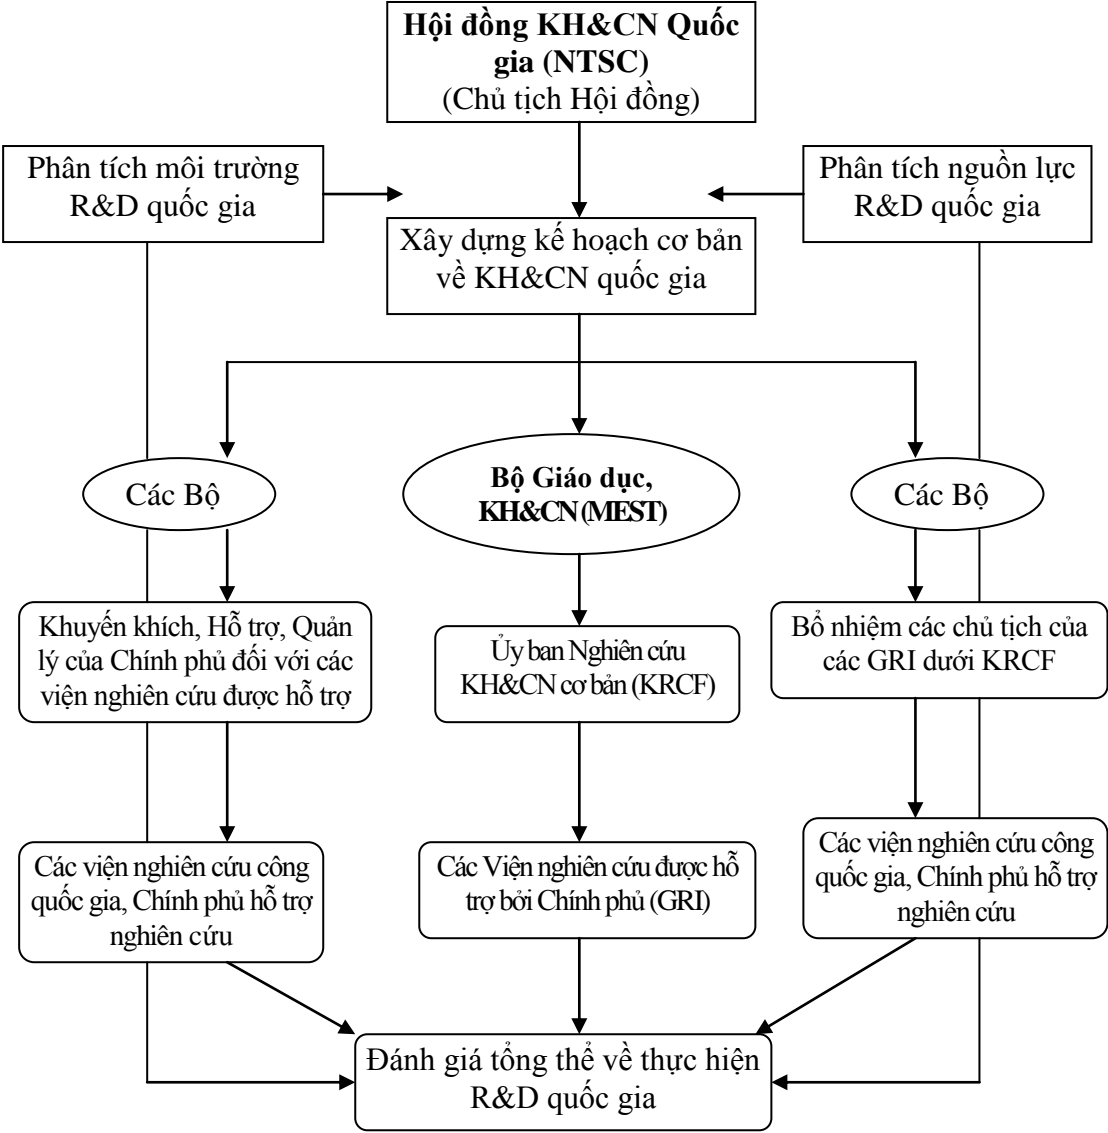 Hội đồng KH&CN Quốc
gia (NTSC)
(Chủ tịch Hội đồng)
Phân tích môi trường
R&D quốc gia
Phân tích nguồn lực
R&D quốc gia
Xây dựng kế hoạch cơ bản
về KH&CN quốc gia
Các Bộ
Bộ Giáo dục,
KH&CN (MEST)
Các Bộ
Khuyến khích, Hỗ trợ, Quản
lý của Chính phủ đối với các
viện nghiên cứu được hỗ trợ
Ủy ban Nghiên cứu
KH&CN cơ bản (KRCF)
Bổ nhiệm các chủ tịch của
các GRI dưới KRCF
Các viện nghiên cứu công
quốc gia, Chính phủ hỗ trợ
nghiên cứu
Các Viện nghiên cứu được hỗ
trợ bởi Chính phủ (GRI)
Các viện nghiên cứu công
quốc gia, Chính phủ hỗ trợ
nghiên cứu
Đánh giá tổng thể về thực hiện
R&D quốc gia